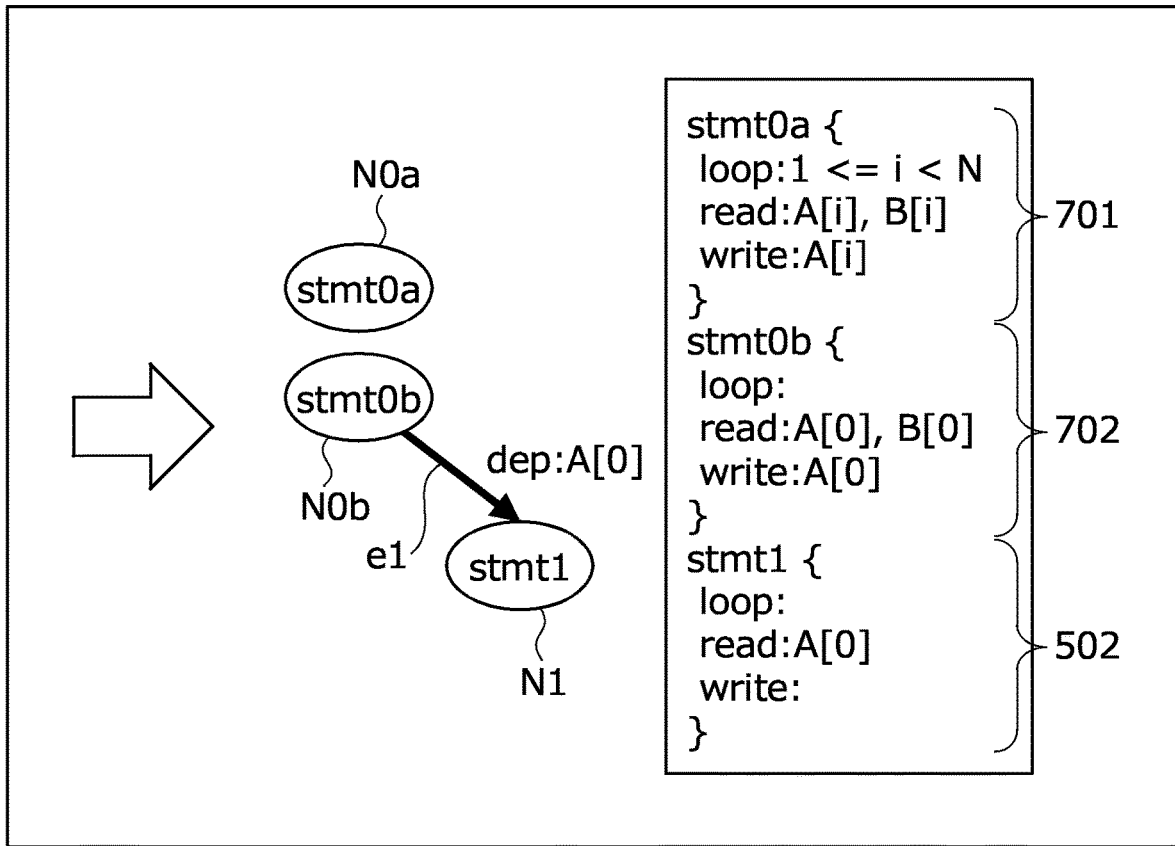 N0a
stmt0a
stmt0b
N0b
dep:A[0]
e1
stmt1
N1
stmt0a {
loop:1 <= i < N
read:A[i], B[i]
write:A[i]
}
701
stmt0b {
loop:
read:A[0], B[0]
write:A[0]
}
702
stmt1 {
loop:
read:A[0]
write:
}
502